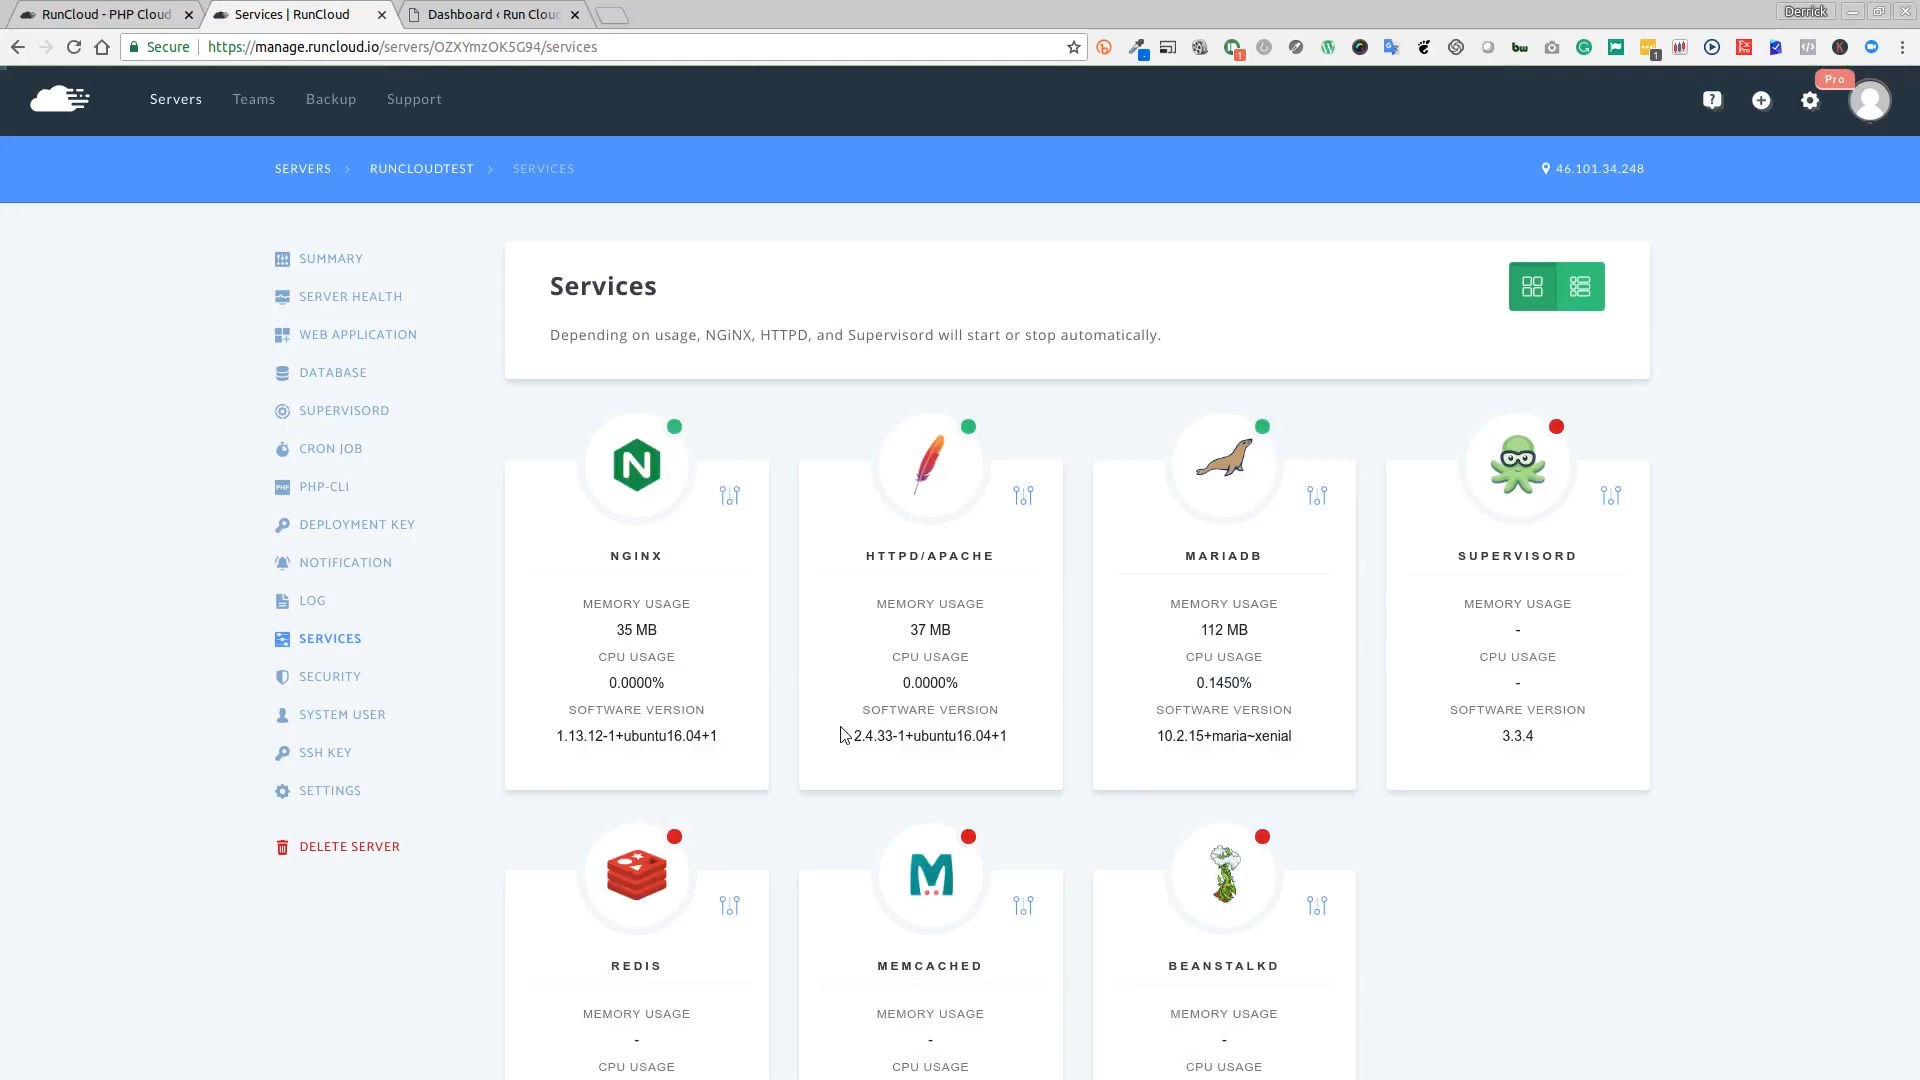 RunCloud - PHP Cloud
Services | RunCloud
Dashboard ‹ Run Clou
Derrick
Secure
https://manage.runcloud.io/servers/OZXYmzOK5G94/services
bw
1
1
Servers
Teams
Backup
Support
Pro
SERVERS
RUNCLOUDTEST
SERVICES
46.101.34.248
SUMMARY
SERVER HEALTH
WEB APPLICATION
DATABASE
SUPERVISORD
CRON JOB
PHP
PHP-CLI
DEPLOYMENT KEY
NOTIFICATION
LOG
SERVICES
SECURITY
SYSTEM USER
SSH KEY
SETTINGS
DELETE SERVER
Services
Depending on usage, NGiNX, HTTPD, and Supervisord will start or stop automatically.
NGINX
MEMORY USAGE
35 MB
CPU USAGE
0.0000%
SOFTWARE VERSION
1.13.12-1+ubuntu16.04+1
HTTPD/APACHE
MEMORY USAGE
37 MB
CPU USAGE
0.0000%
SOFTWARE VERSION
2.4.33-1+ubuntu16.04+1
MARIADB
MEMORY USAGE
112 MB
CPU USAGE
0.1450%
SOFTWARE VERSION
10.2.15+maria~xenial
SUPERVISORD
MEMORY USAGE
-
CPU USAGE
-
SOFTWARE VERSION
3.3.4
REDIS
MEMORY USAGE
-
CPU USAGE
MEMCACHED
MEMORY USAGE
-
CPU USAGE
BEANSTALKD
MEMORY USAGE
-
CPU USAGE